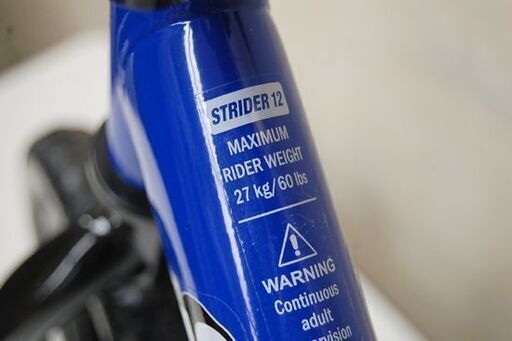 STRIDER 12
MAXIMUM
RIDER WEIGHT
27 kg/60 lbs
WARNING
Continuous
adult